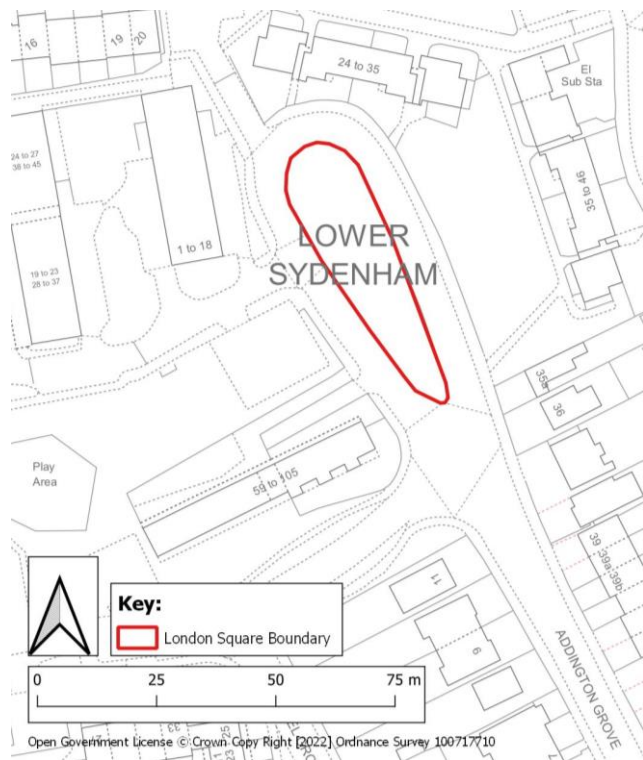 16
19
20
24 to 35
El
Sub Sta
24 to 27
38 to 45
35 to 46
1 to 18
LOWER
SYDENHAM
19 to 23
28 to 37
35a
36
Play
Area
59 to 105
39
39a
39b
11
9
ADDINGTON GROVE
Key:
London Square Boundary
0 25 50 75 m
23
25
Open Government License © Crown Copy Right [2022] Ordnance Survey 100717710